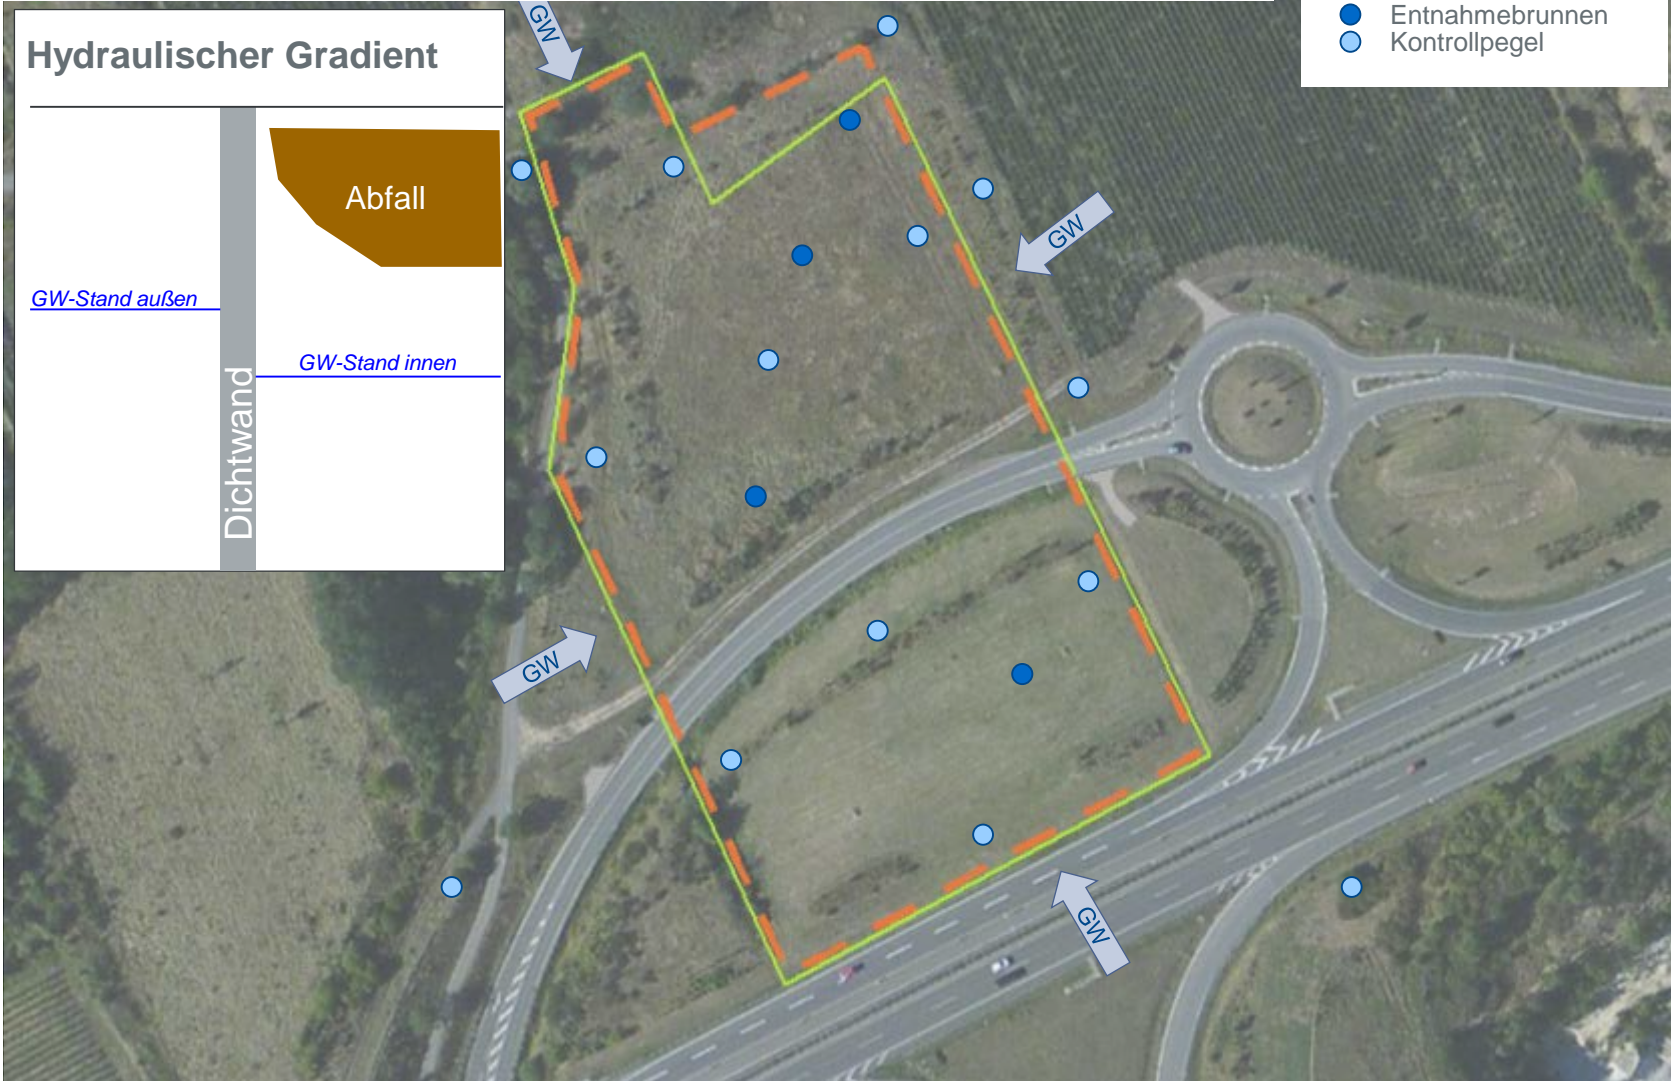 Hydraulischer Gradient
Abfall
GW-Stand außen
GW-Stand innen
Dichtwand
Entnahmebrunnen
Kontrollpegel
GW
GW
GW
GW